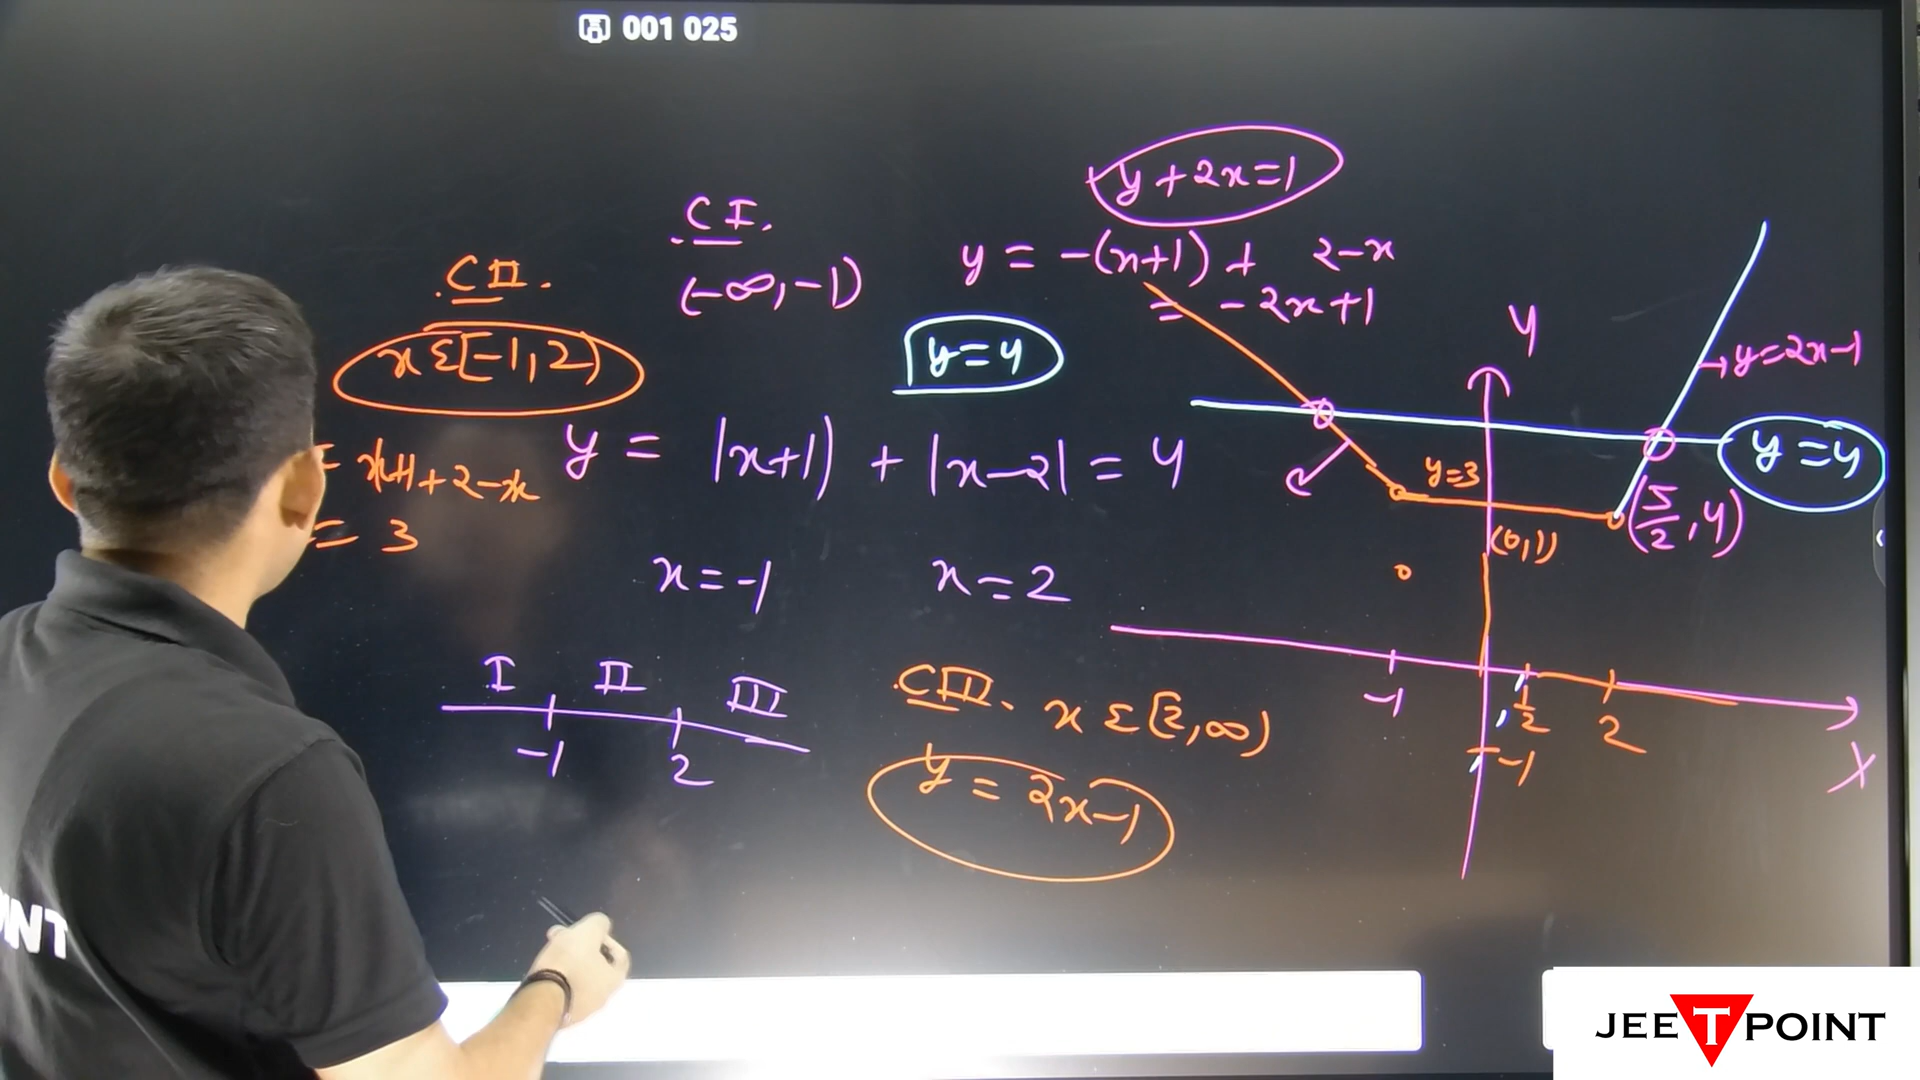 001 025
y+2x=1
C I.
(-∞,-1)
y = -(x+1) + 2-x
= -2x+1
C II.
x ∈ [-1,2)
= x+1+2-x
= 3
y=4
y = |x+1| + |x-2| = 4
x=-1
x=2
I II III
-1 2
C III. x ∈ [2,∞)
y = 2x-1
Y
y=2x-1
y=4
y=3
(5/2,4)
(0,1)
-1 1/2 2
-1
X
NT
JEE T POINT